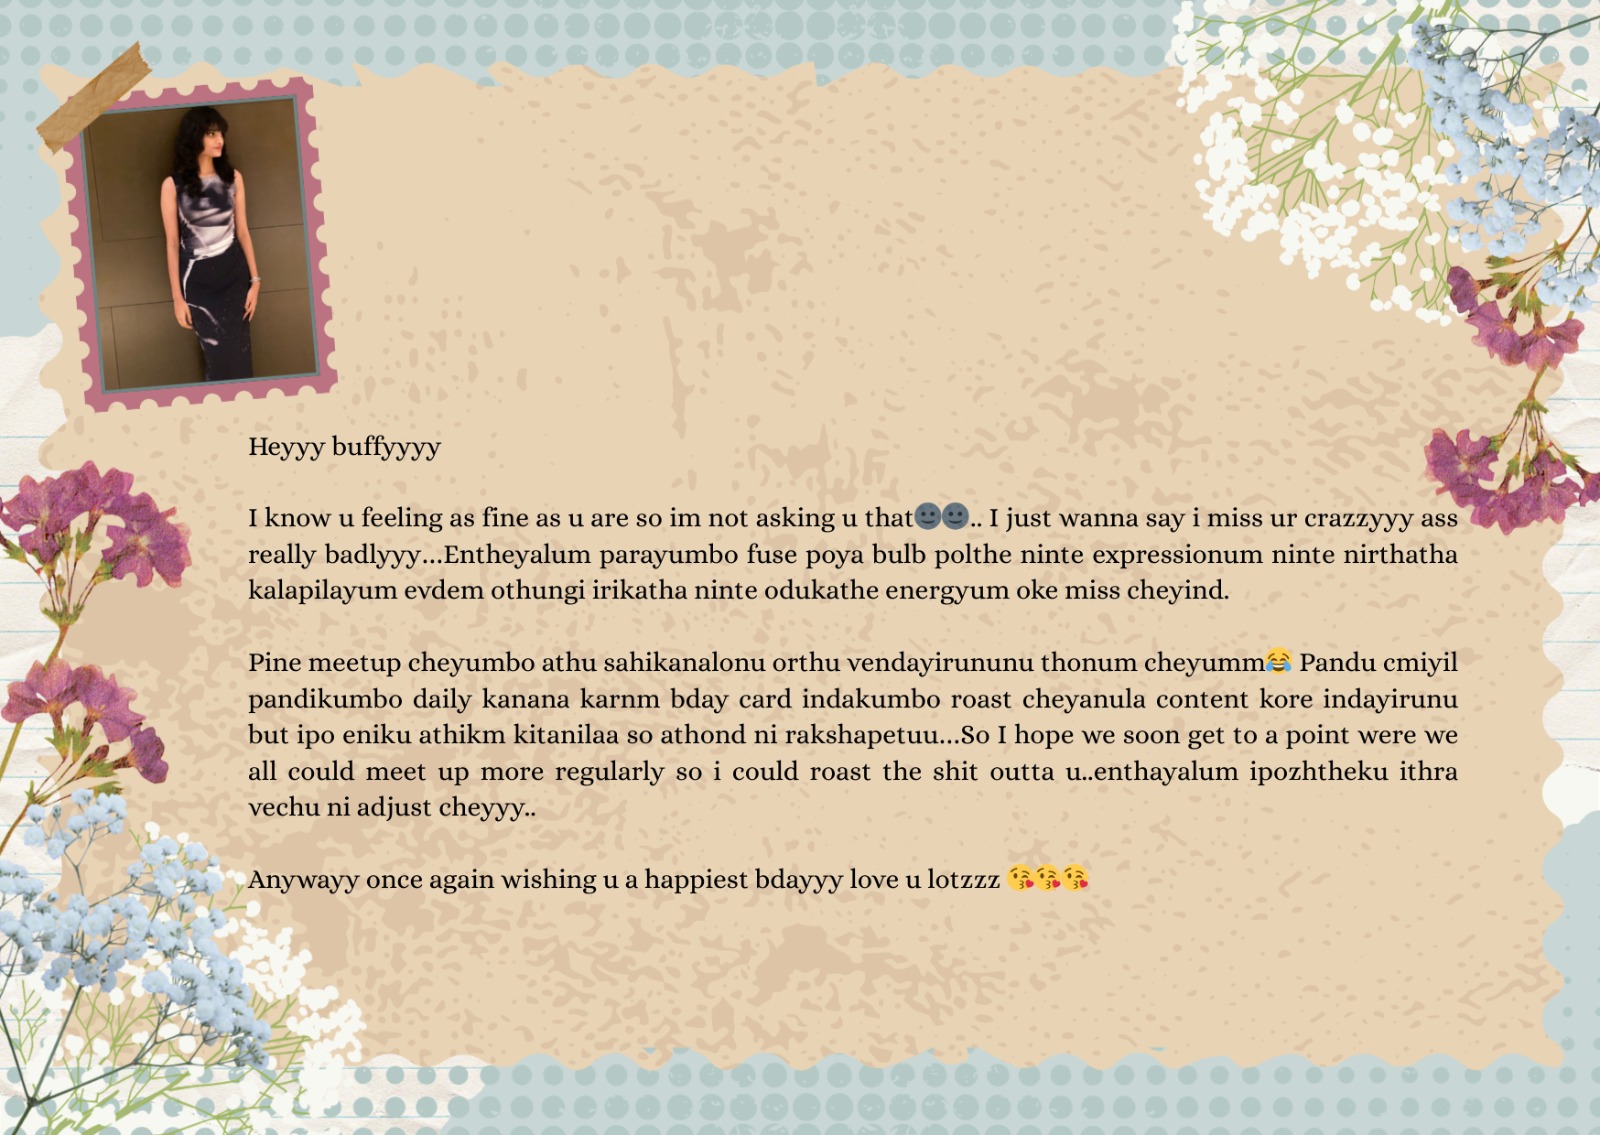 Heyyy buffyyyy
I know u feeling as fine as u are so im not asking u that🌚🌚.. I just wanna say i miss ur crazzyyy ass
really badlyyy...Entheyalum parayumbo fuse poya bulb polthe ninte expressionum ninte nirthatha
kalapilayum evdem othungi irikatha ninte odukathe energyum oke miss cheyind.
Pine meetup cheyumbo athu sahikanalonu orthu vendayirununu thonum cheyumm😂 Pandu cmiyil
pandikumbo daily kanana karnm bday card indakumbo roast cheyanula content kore indayirunu
but ipo eniku athikm kitanilaa so athond ni rakshapetuu...So I hope we soon get to a point were we
all could meet up more regularly so i could roast the shit outta u..enthayalum ipozhtheku ithra
vechu ni adjust cheyyy..
Anywayy once again wishing u a happiest bdayyy love u lotzzz 😘😘😘